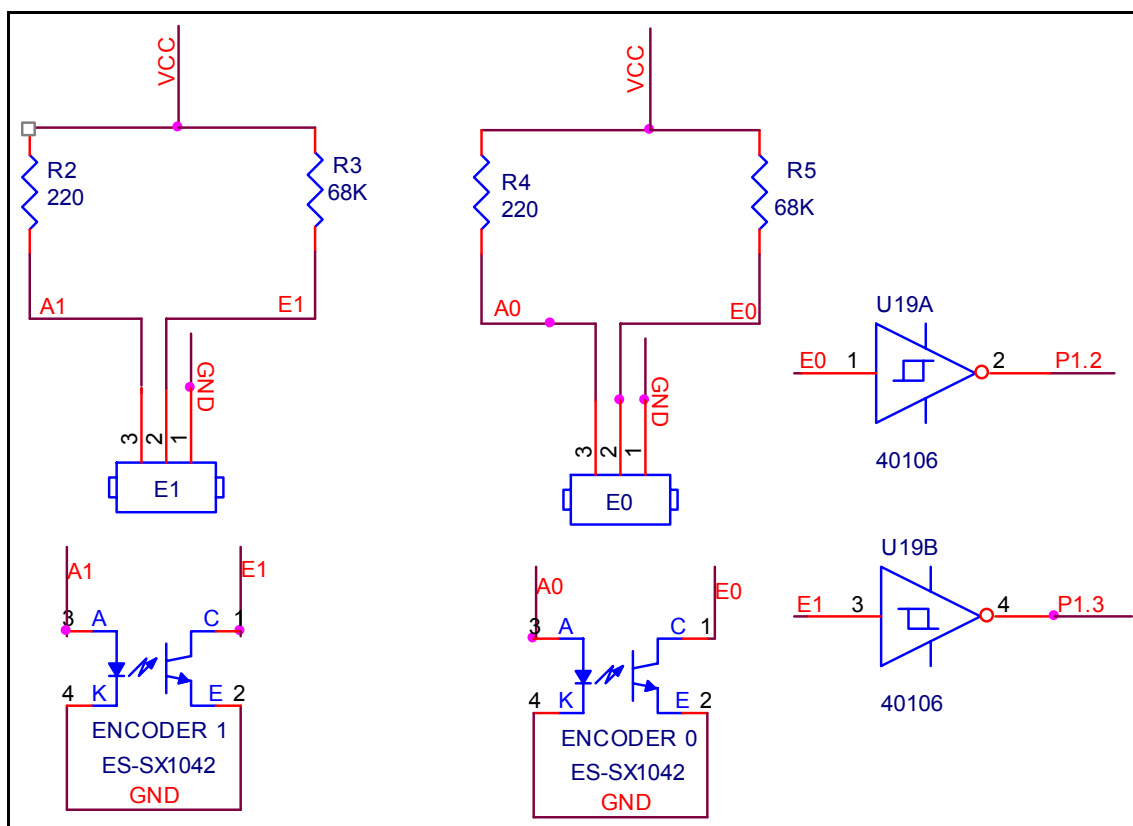 VCC
R2
220
R3
68K
A1
E1
GND
3
2
1
E1
VCC
R4
220
R5
68K
A0
E0
GND
3
2
1
E0
U19A
E0
1
2
P1.2
40106
U19B
E1
3
4
P1.3
40106
A1
E1
3
A
C
1
4
K
E
2
ENCODER 1
ES-SX1042
GND
A0
E0
3
A
C
1
4
K
E
2
ENCODER 0
ES-SX1042
GND